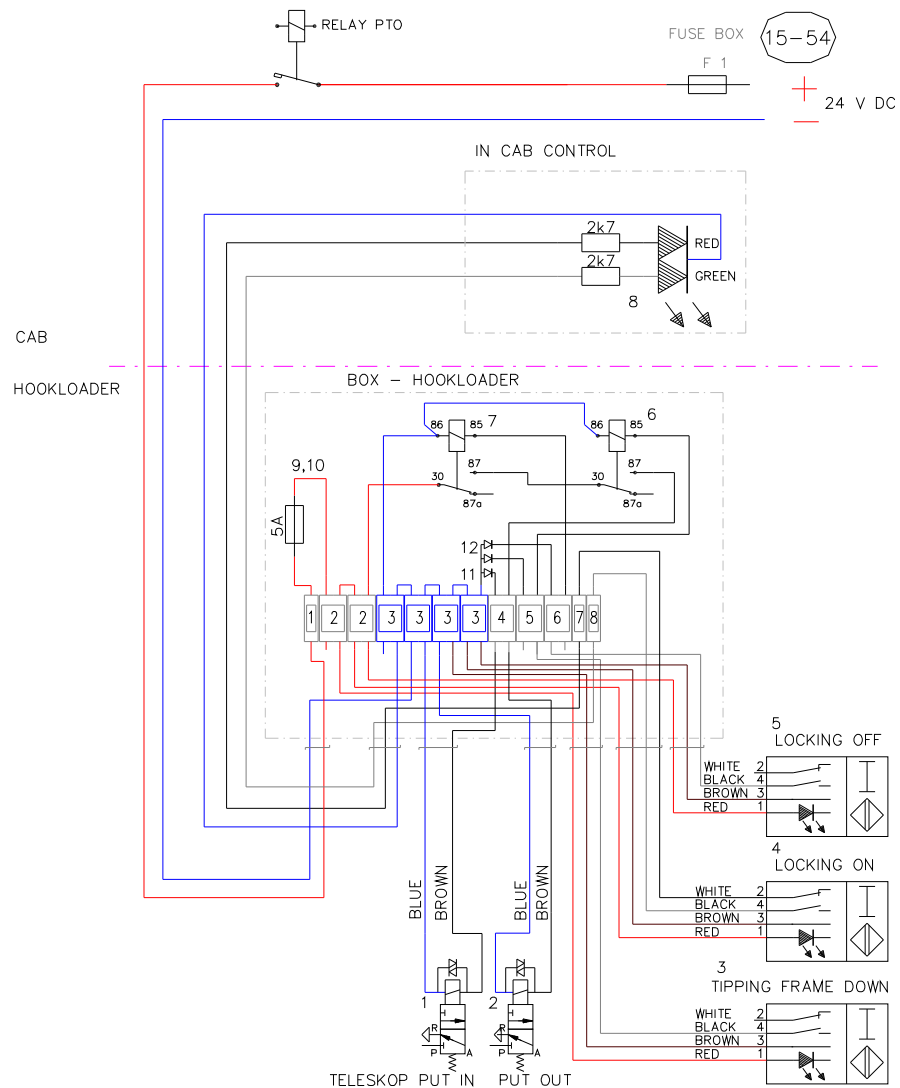 RELAY PTO
FUSE BOX
15-54
F 1
24 V DC
IN CAB CONTROL
2k7
RED
2k7
GREEN
8
CAB
HOOKLOADER
BOX - HOOKLOADER
86
7
85
86
6
85
87
87
30
30
87a
87a
9,10
5A
12
11
1 2 2 3 3 3 3 4 5 6 7 8
5
LOCKING OFF
WHITE 2
BLACK 4
BROWN 3
RED 1
4
LOCKING ON
WHITE 2
BLACK 4
BROWN 3
RED 1
BLUE
BROWN
BLUE
BROWN
3
TIPPING FRAME DOWN
WHITE 2
BLACK 4
BROWN 3
RED 1
1
R
P
A
2
R
P
A
TELESKOP PUT IN
PUT OUT